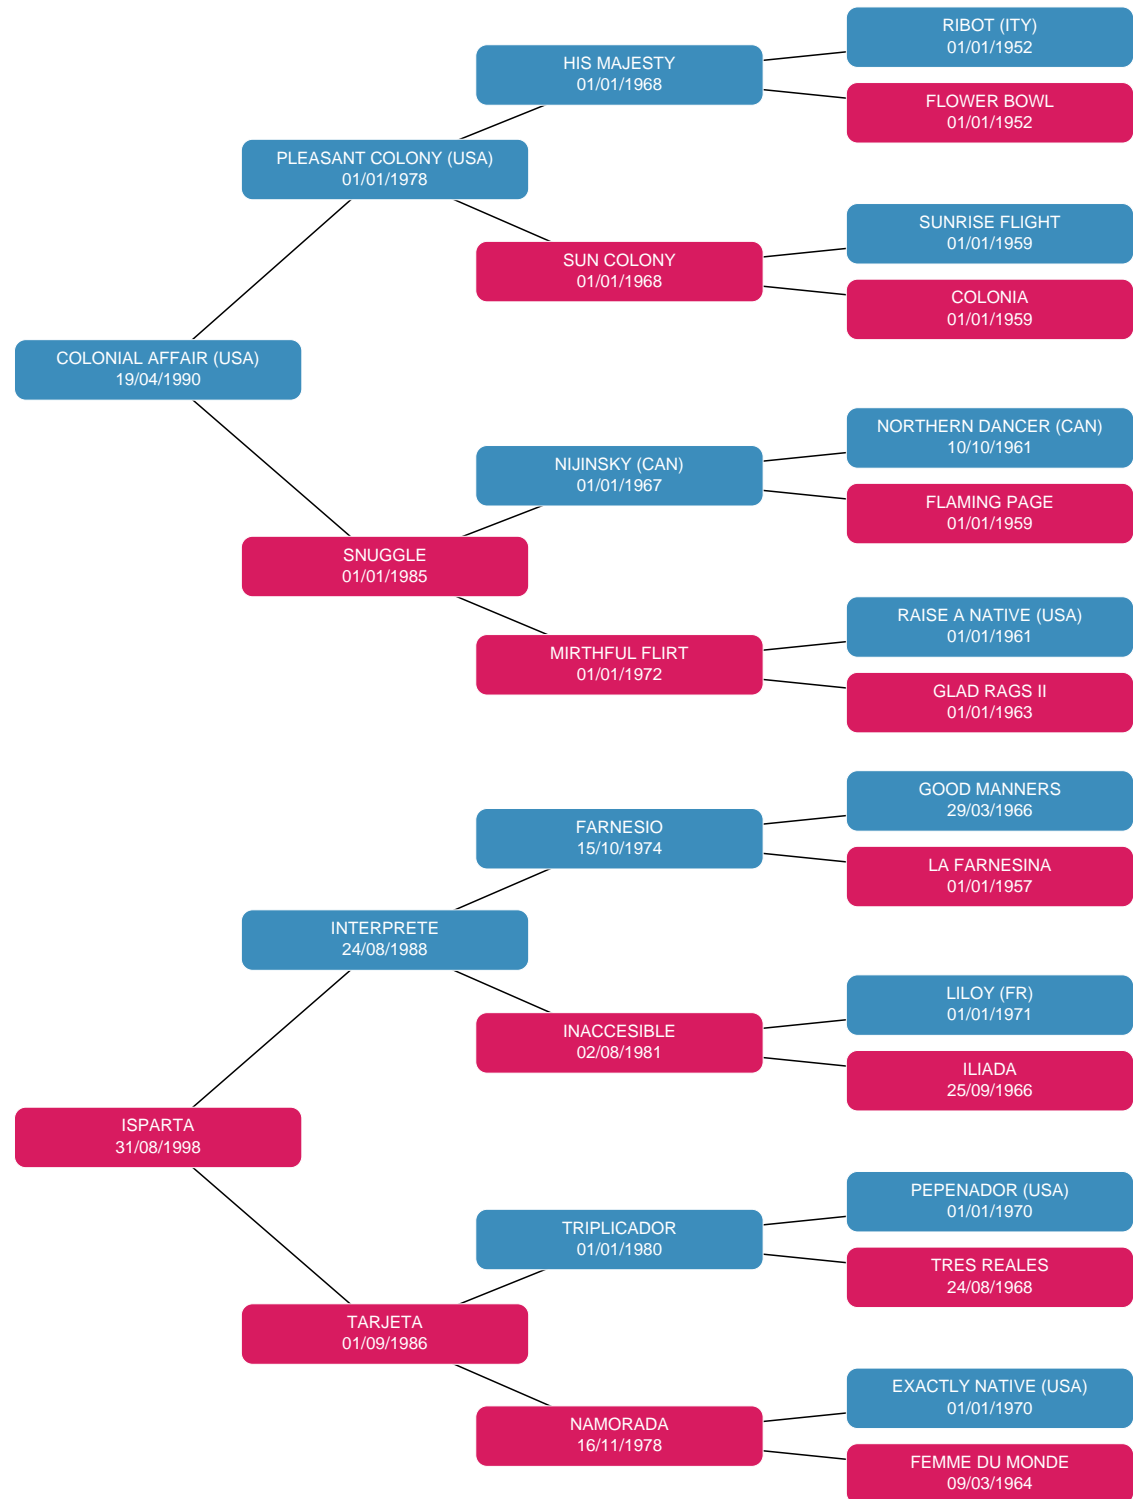 RIBOT (ITY)
01/01/1952
HIS MAJESTY
01/01/1968
FLOWER BOWL
01/01/1952
PLEASANT COLONY (USA)
01/01/1978
SUNRISE FLIGHT
01/01/1959
SUN COLONY
01/01/1968
COLONIA
01/01/1959
COLONIAL AFFAIR (USA)
19/04/1990
NORTHERN DANCER (CAN)
10/10/1961
NIJINSKY (CAN)
01/01/1967
FLAMING PAGE
01/01/1959
SNUGGLE
01/01/1985
RAISE A NATIVE (USA)
01/01/1961
MIRTHFUL FLIRT
01/01/1972
GLAD RAGS II
01/01/1963
GOOD MANNERS
29/03/1966
FARNESIO
15/10/1974
LA FARNESINA
01/01/1957
INTERPRETE
24/08/1988
LILOY (FR)
01/01/1971
INACCESIBLE
02/08/1981
ILIADA
25/09/1966
ISPARTA
31/08/1998
PEPENADOR (USA)
01/01/1970
TRIPLICADOR
01/01/1980
TRES REALES
24/08/1968
TARJETA
01/09/1986
EXACTLY NATIVE (USA)
01/01/1970
NAMORADA
16/11/1978
FEMME DU MONDE
09/03/1964